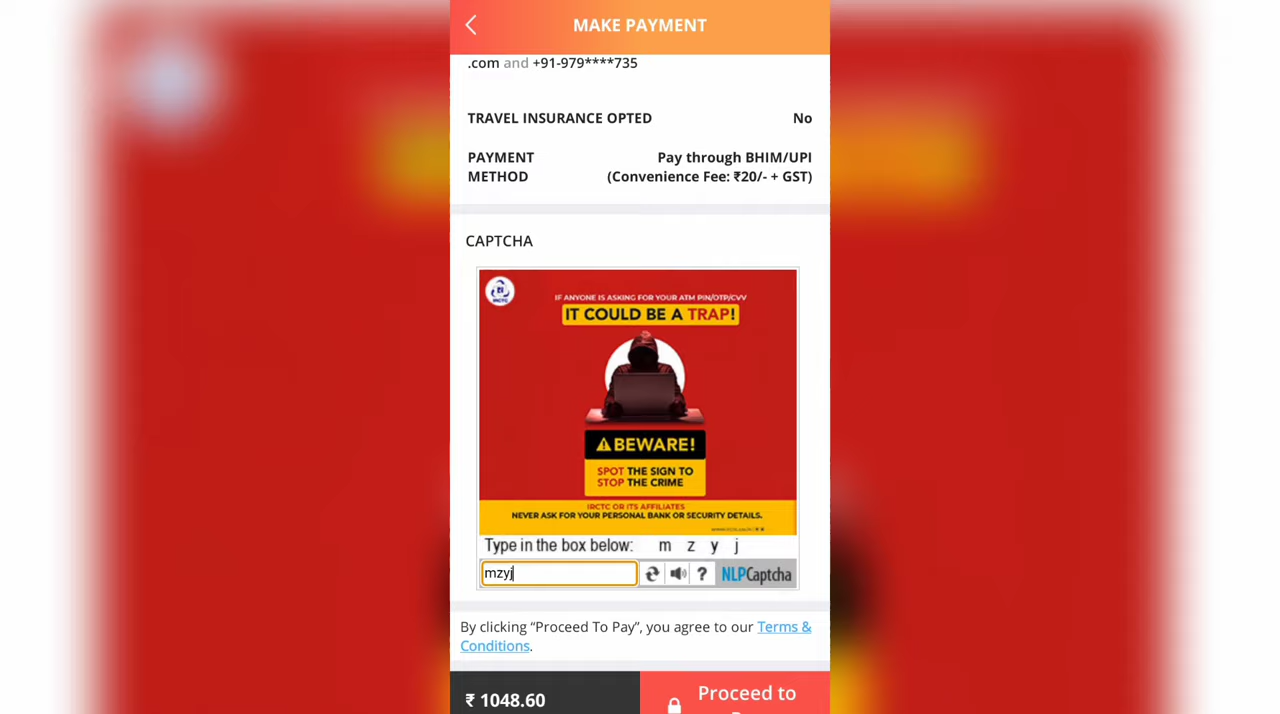 MAKE PAYMENT
.com and +91-979****735
TRAVEL INSURANCE OPTED No
PAYMENT METHOD Pay through BHIM/UPI
(Convenience Fee: ₹20/- + GST)
CAPTCHA
IRCTC
IF ANYONE IS ASKING FOR YOUR ATM PIN/OTP/CVV
IT COULD BE A TRAP!
BEWARE!
SPOT THE SIGN TO
STOP THE CRIME
IRCTC OR ITS AFFILIATES
NEVER ASK FOR YOUR PERSONAL BANK OR SECURITY DETAILS.
Type in the box below: m z y j
mzyj
? NLPCaptcha
By clicking “Proceed To Pay”, you agree to our Terms &
Conditions.
₹ 1048.60
Proceed to